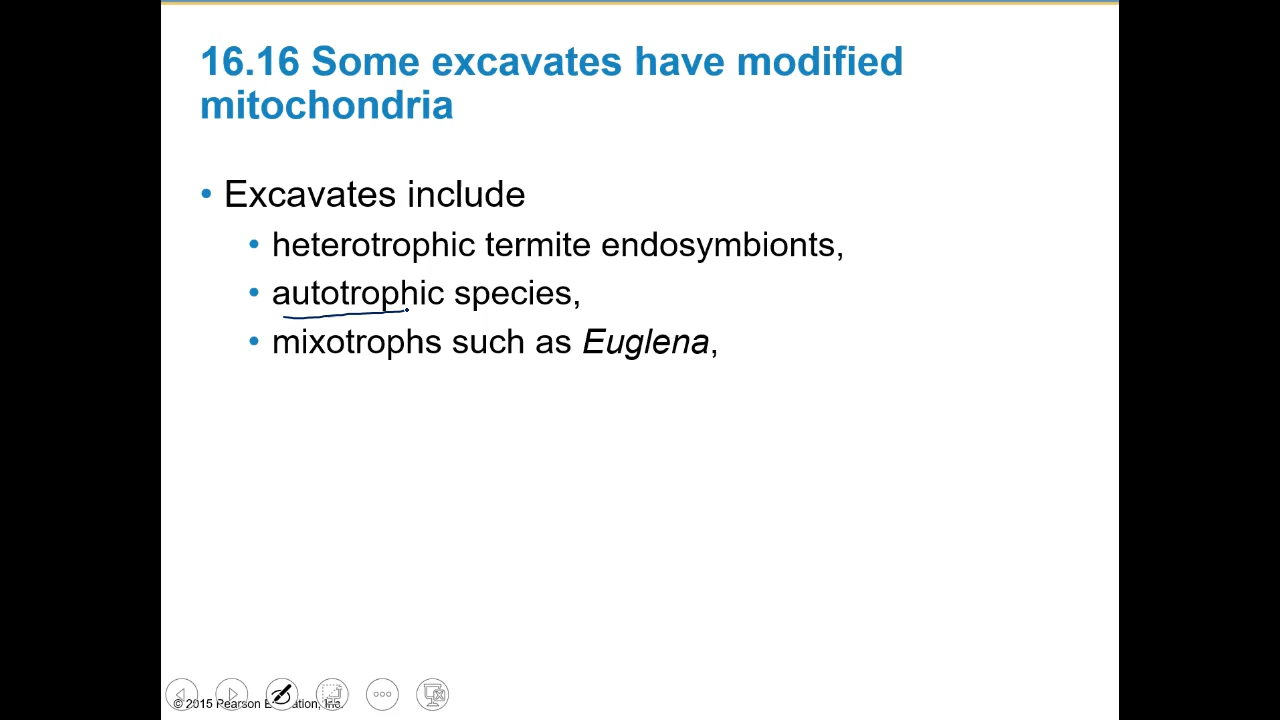 16.16 Some excavates have modified
mitochondria
• Excavates include
• heterotrophic termite endosymbionts,
• autotrophic species,
• mixotrophs such as Euglena,
© 2015 Pearson Inc.